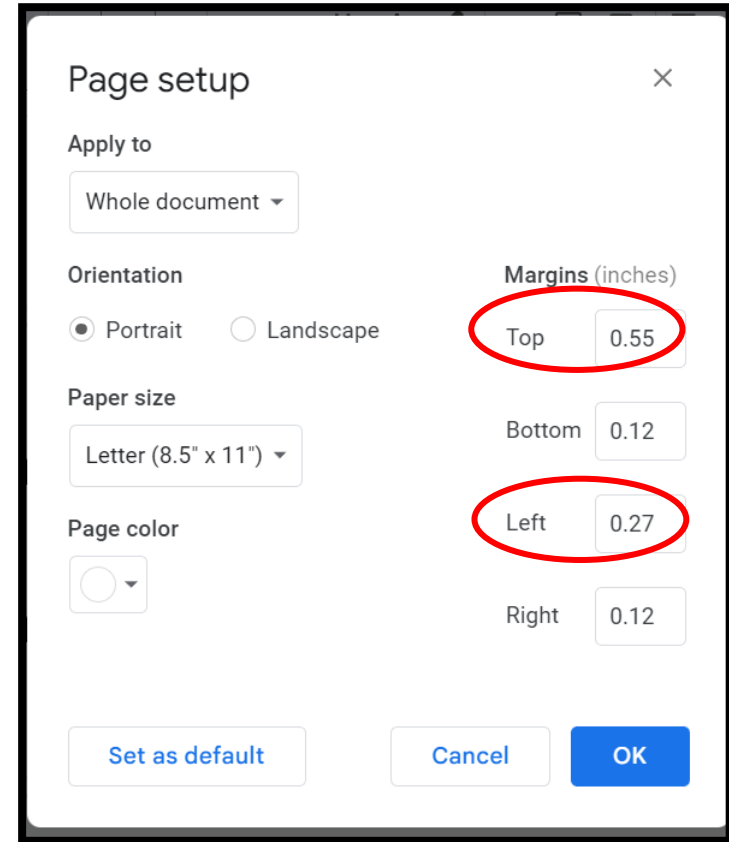 Page setup
Apply to
Whole document
Orientation
Portrait
Landscape
Paper size
Letter (8.5" x 11")
Page color
Margins (inches)
Top 0.55
Bottom 0.12
Left 0.27
Right 0.12
Set as default
Cancel
OK